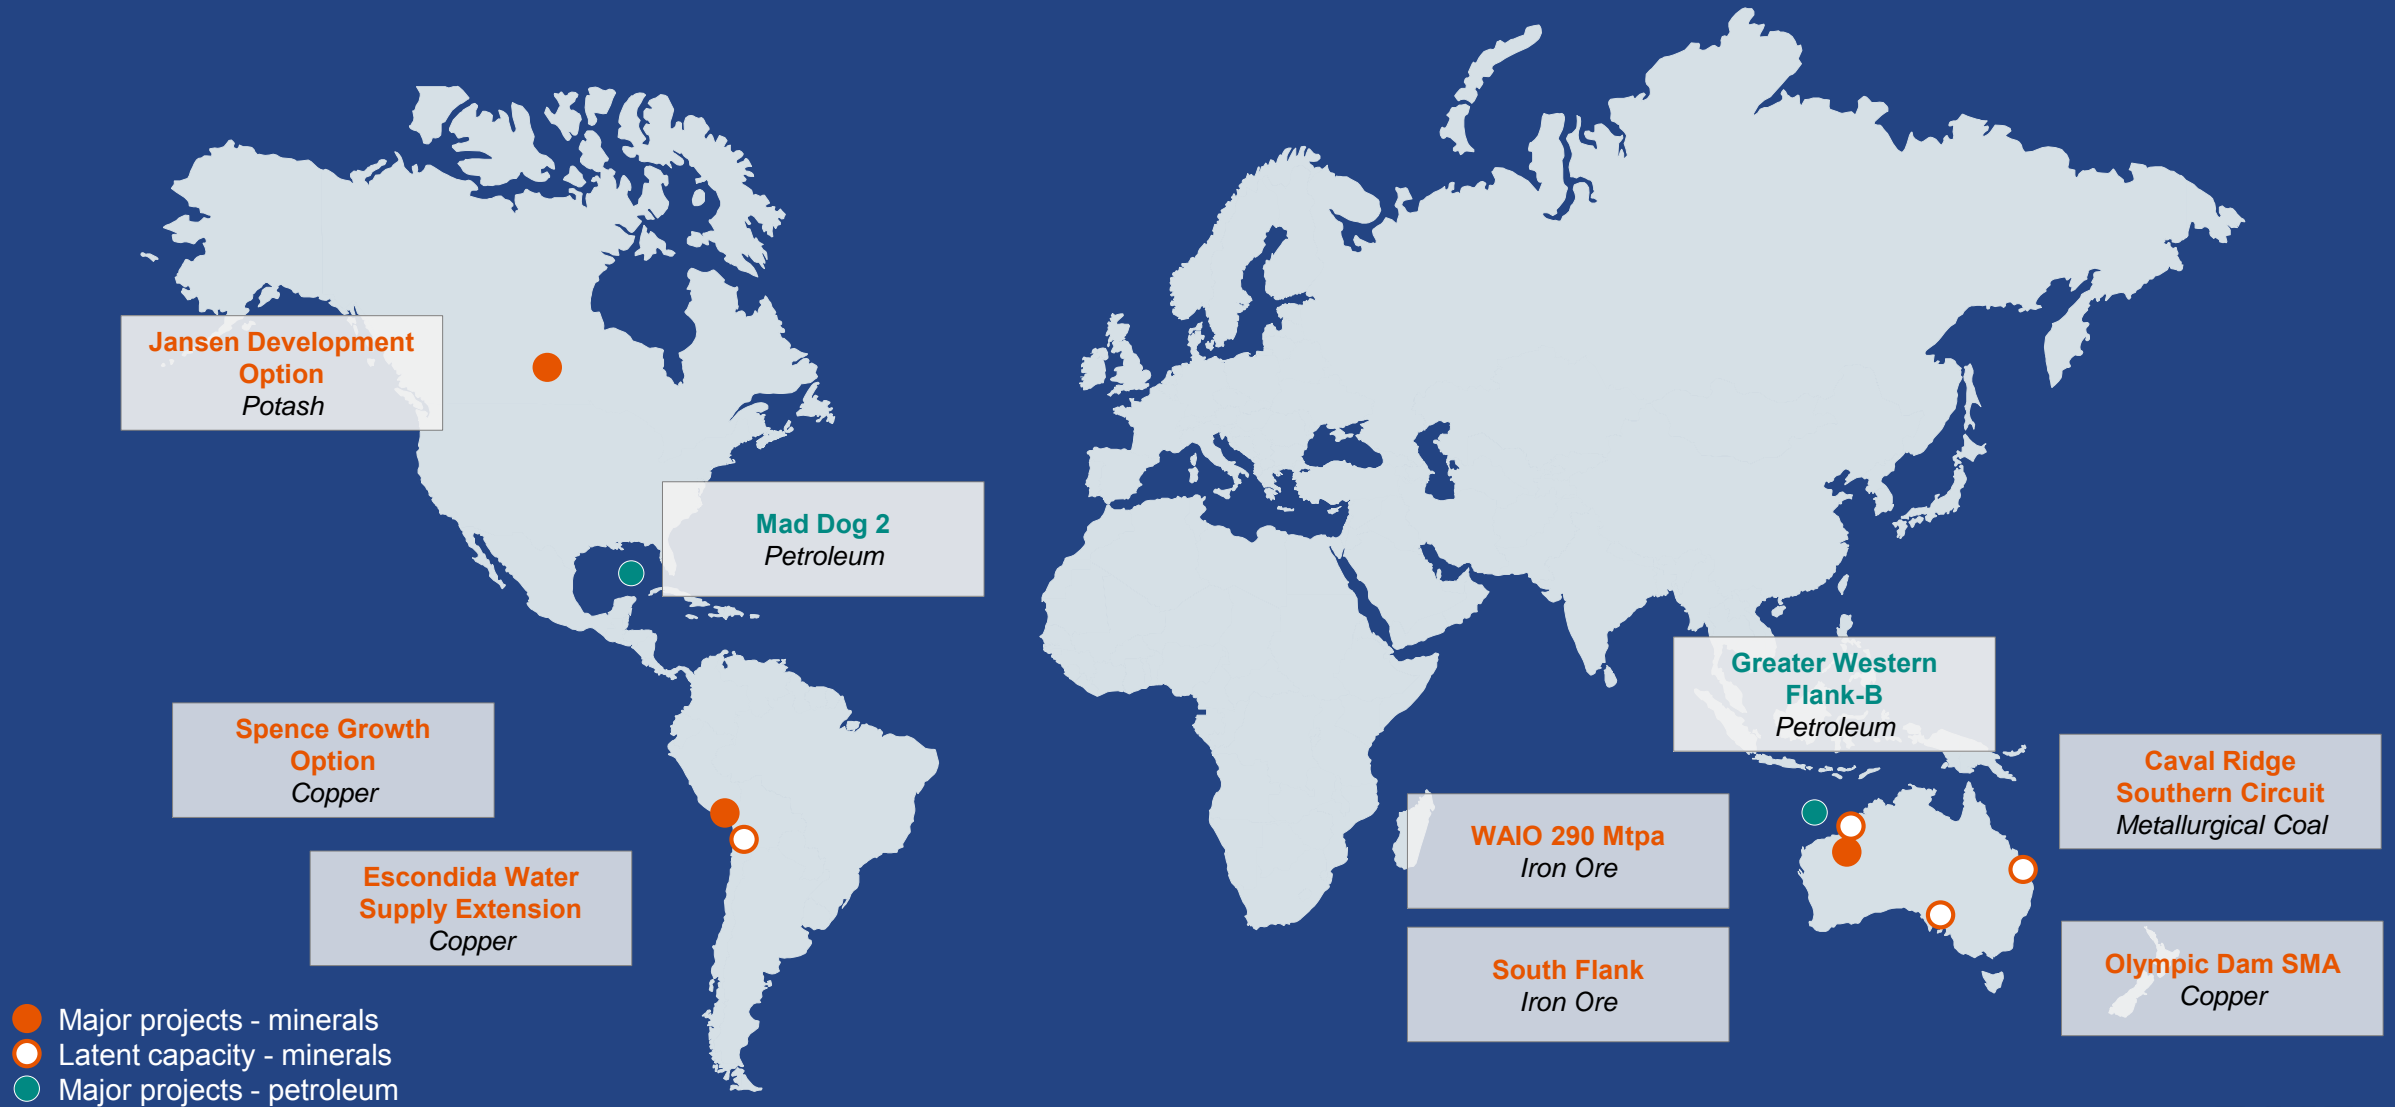 Jansen Development
Option
Potash
Mad Dog 2
Petroleum
Greater Western
Flank-B
Petroleum
Spence Growth
Option
Copper
Caval Ridge
Southern Circuit
Metallurgical Coal
WAIO 290 Mtpa
Iron Ore
Escondida Water
Supply Extension
Copper
South Flank
Iron Ore
Olympic Dam SMA
Copper
Major projects - minerals
Latent capacity - minerals
Major projects - petroleum